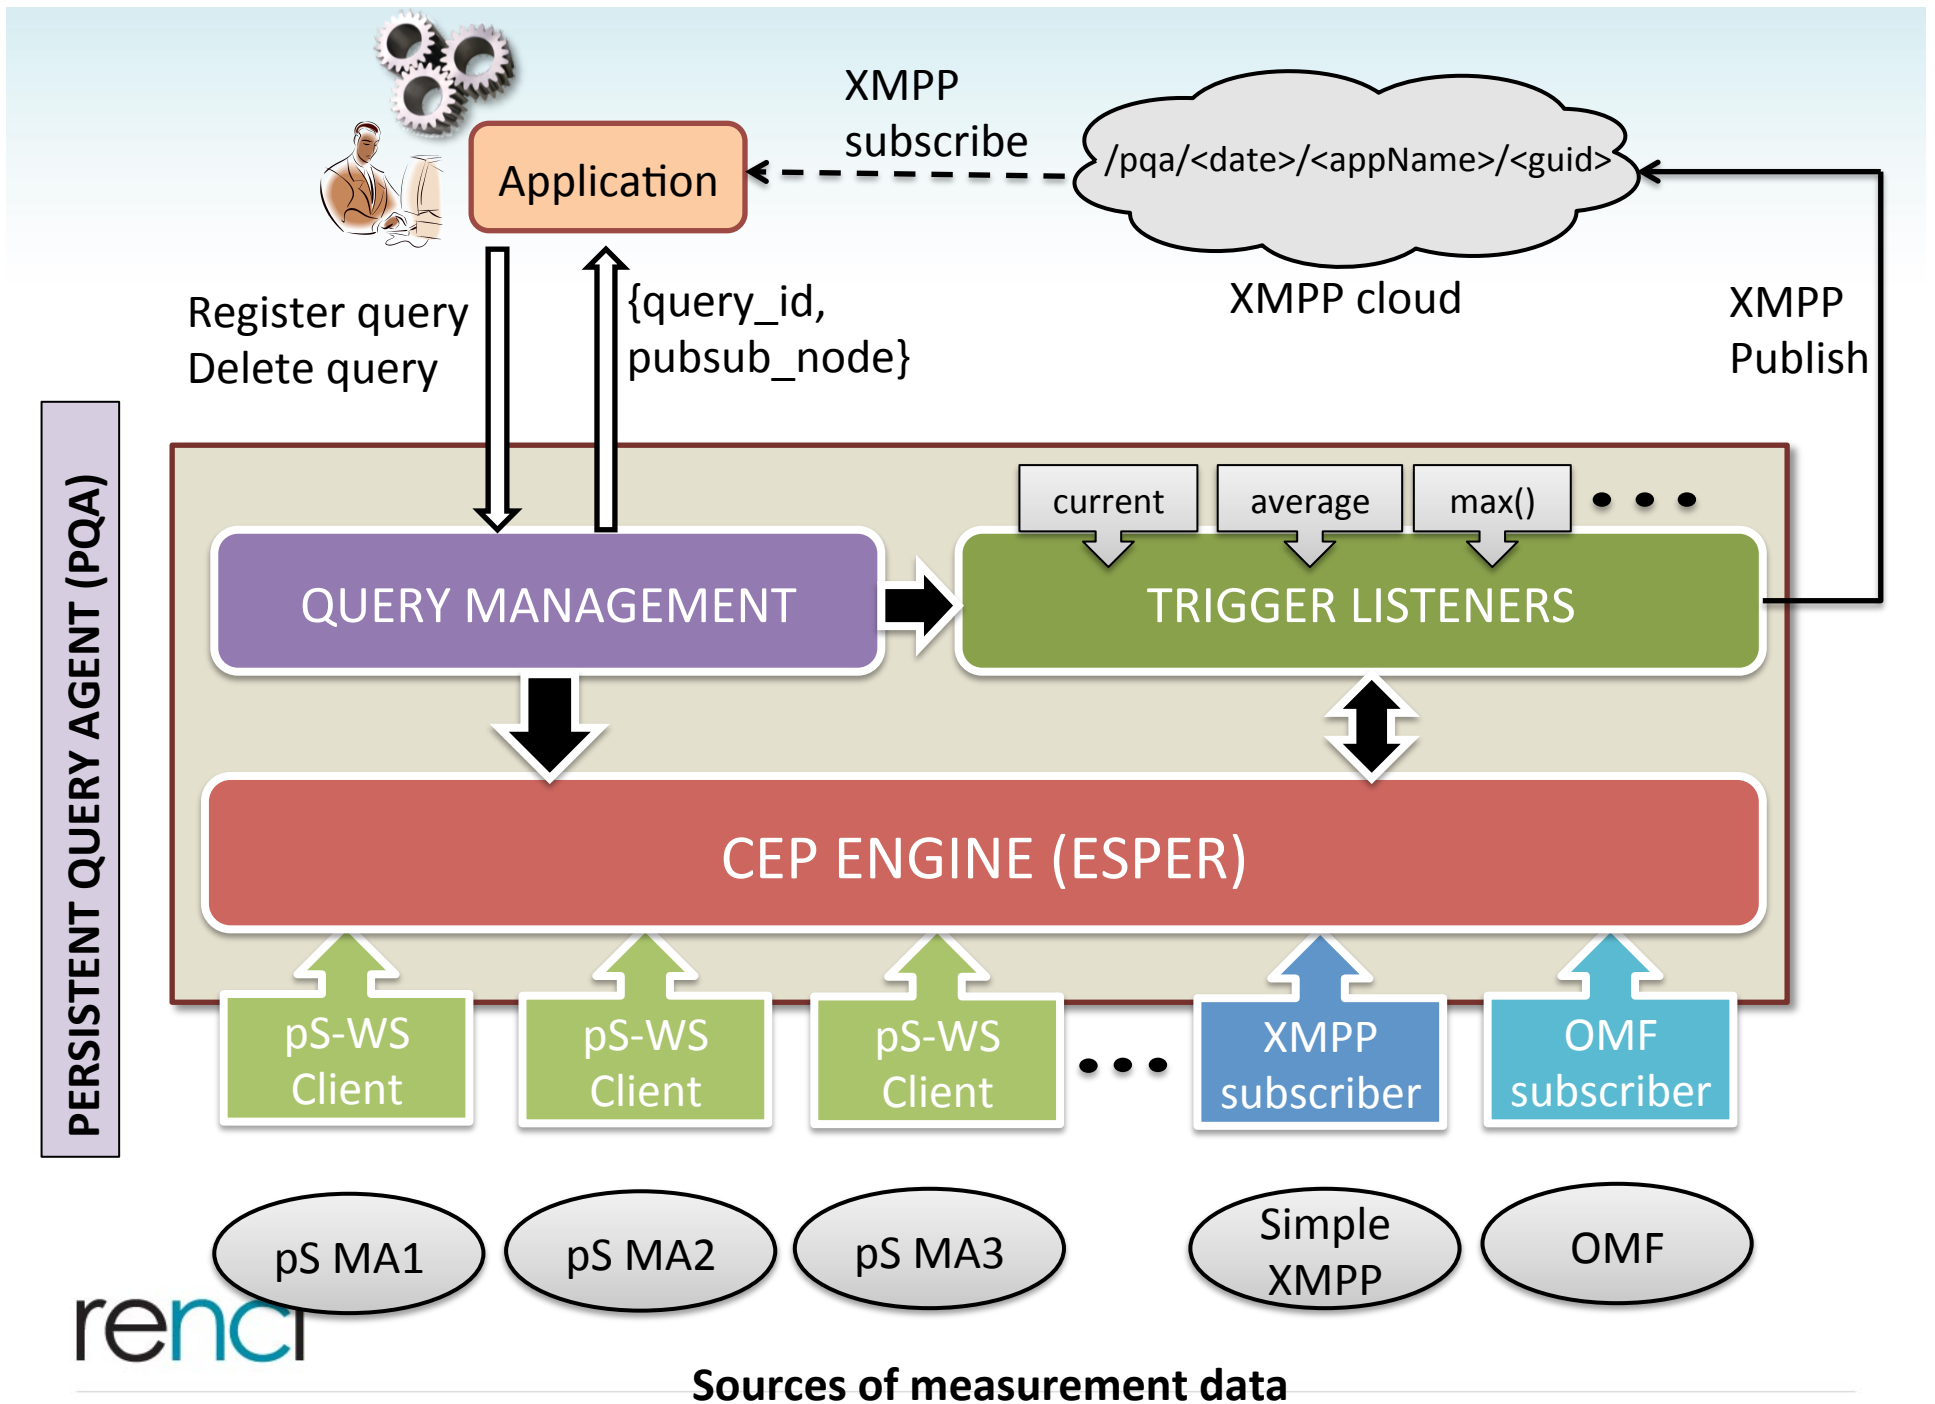 XMPP
subscribe
/pqa/<date>/<appName>/<guid>
Application
XMPP cloud
Register query
Delete query
{query_id,
pubsub_node}
XMPP
Publish
PERSISTENT QUERY AGENT (PQA)
current
average
max()
QUERY MANAGEMENT
TRIGGER LISTENERS
CEP ENGINE (ESPER)
pS-WS
Client
pS-WS
Client
pS-WS
Client
XMPP
subscriber
OMF
subscriber
pS MA1
pS MA2
pS MA3
Simple
XMPP
OMF
renci
Sources of measurement data